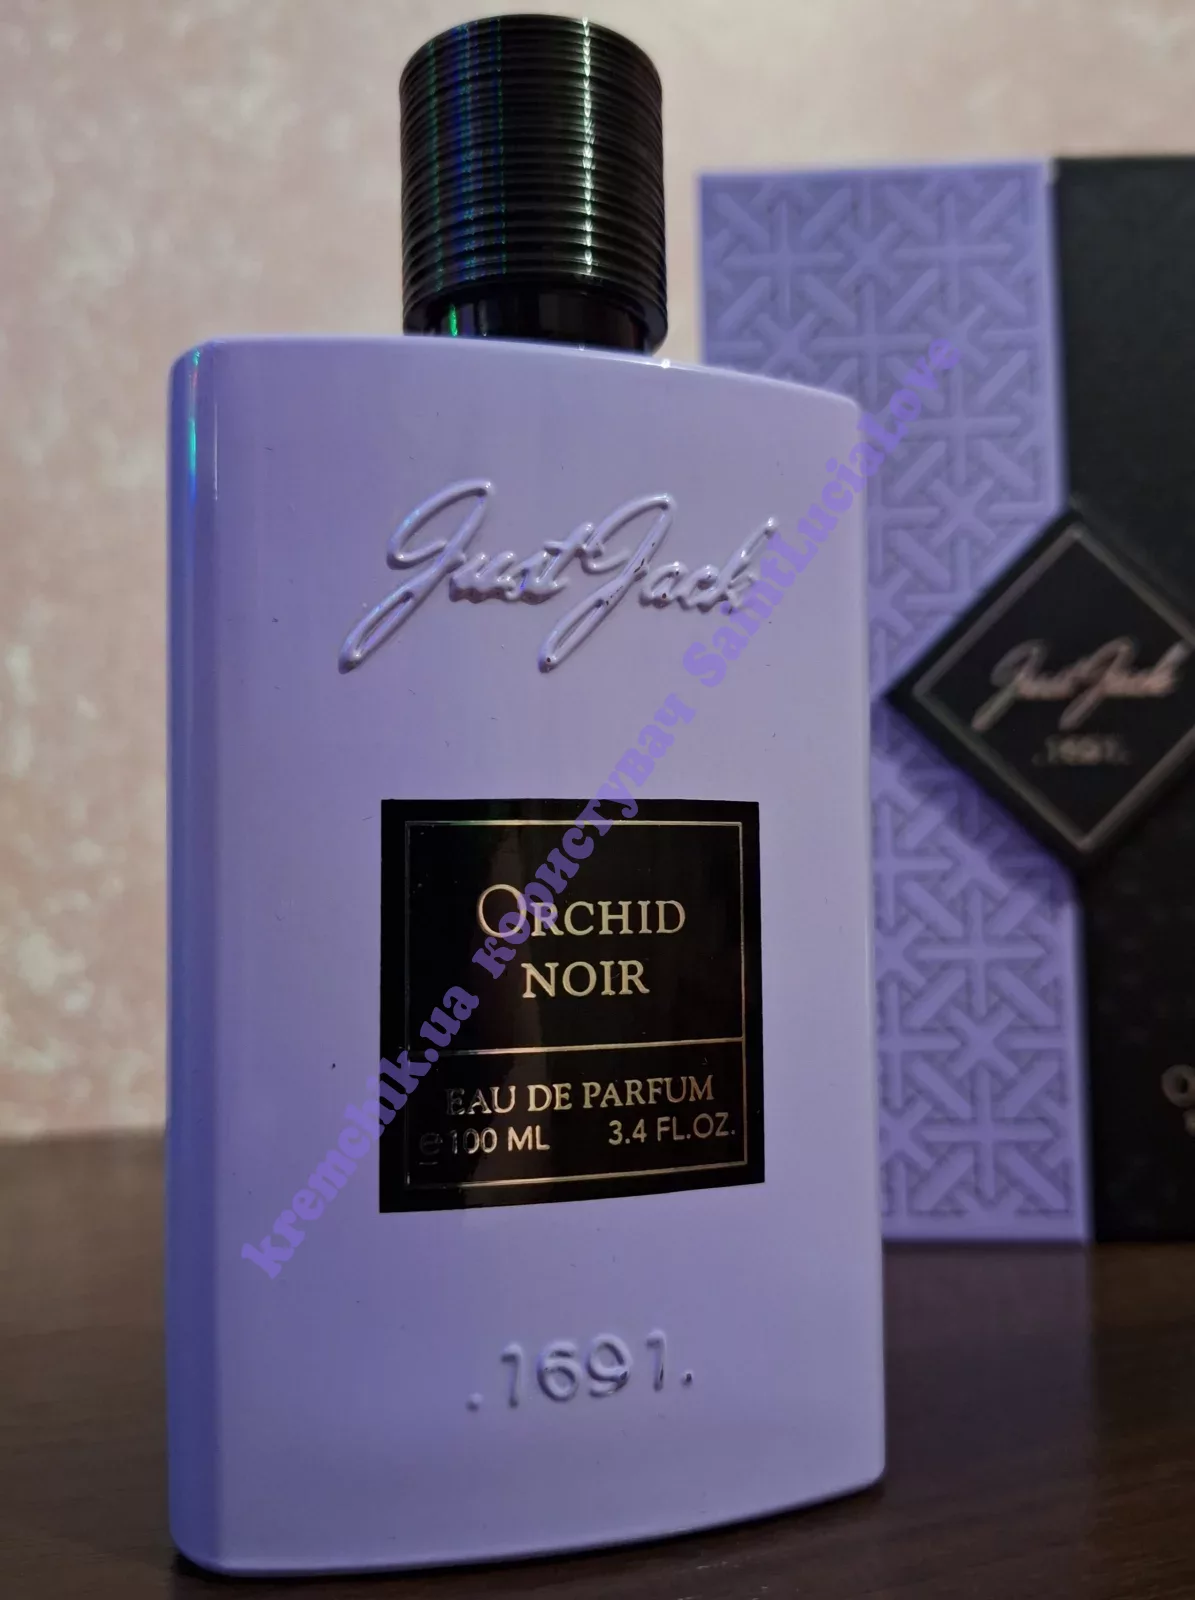 Just Jack
ORCHID
NOIR
EAU DE PARFUM
℮ 100 ML 3.4 FL.OZ.
.1691.
Just Jack
.1691.
kremchik.ua користувач SaintLuciaLove